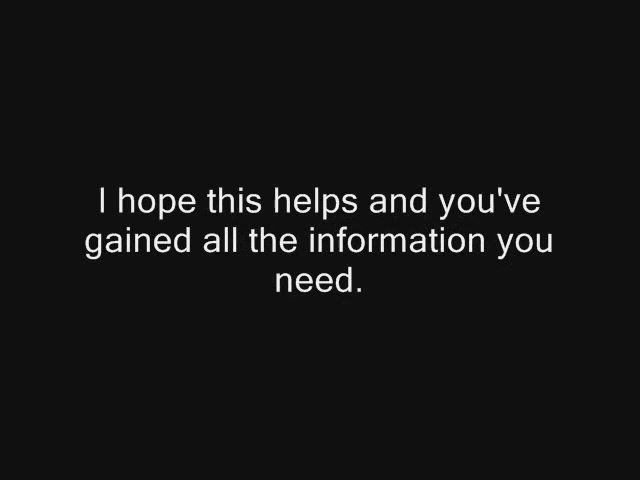 I hope this helps and you've
gained all the information you
need.